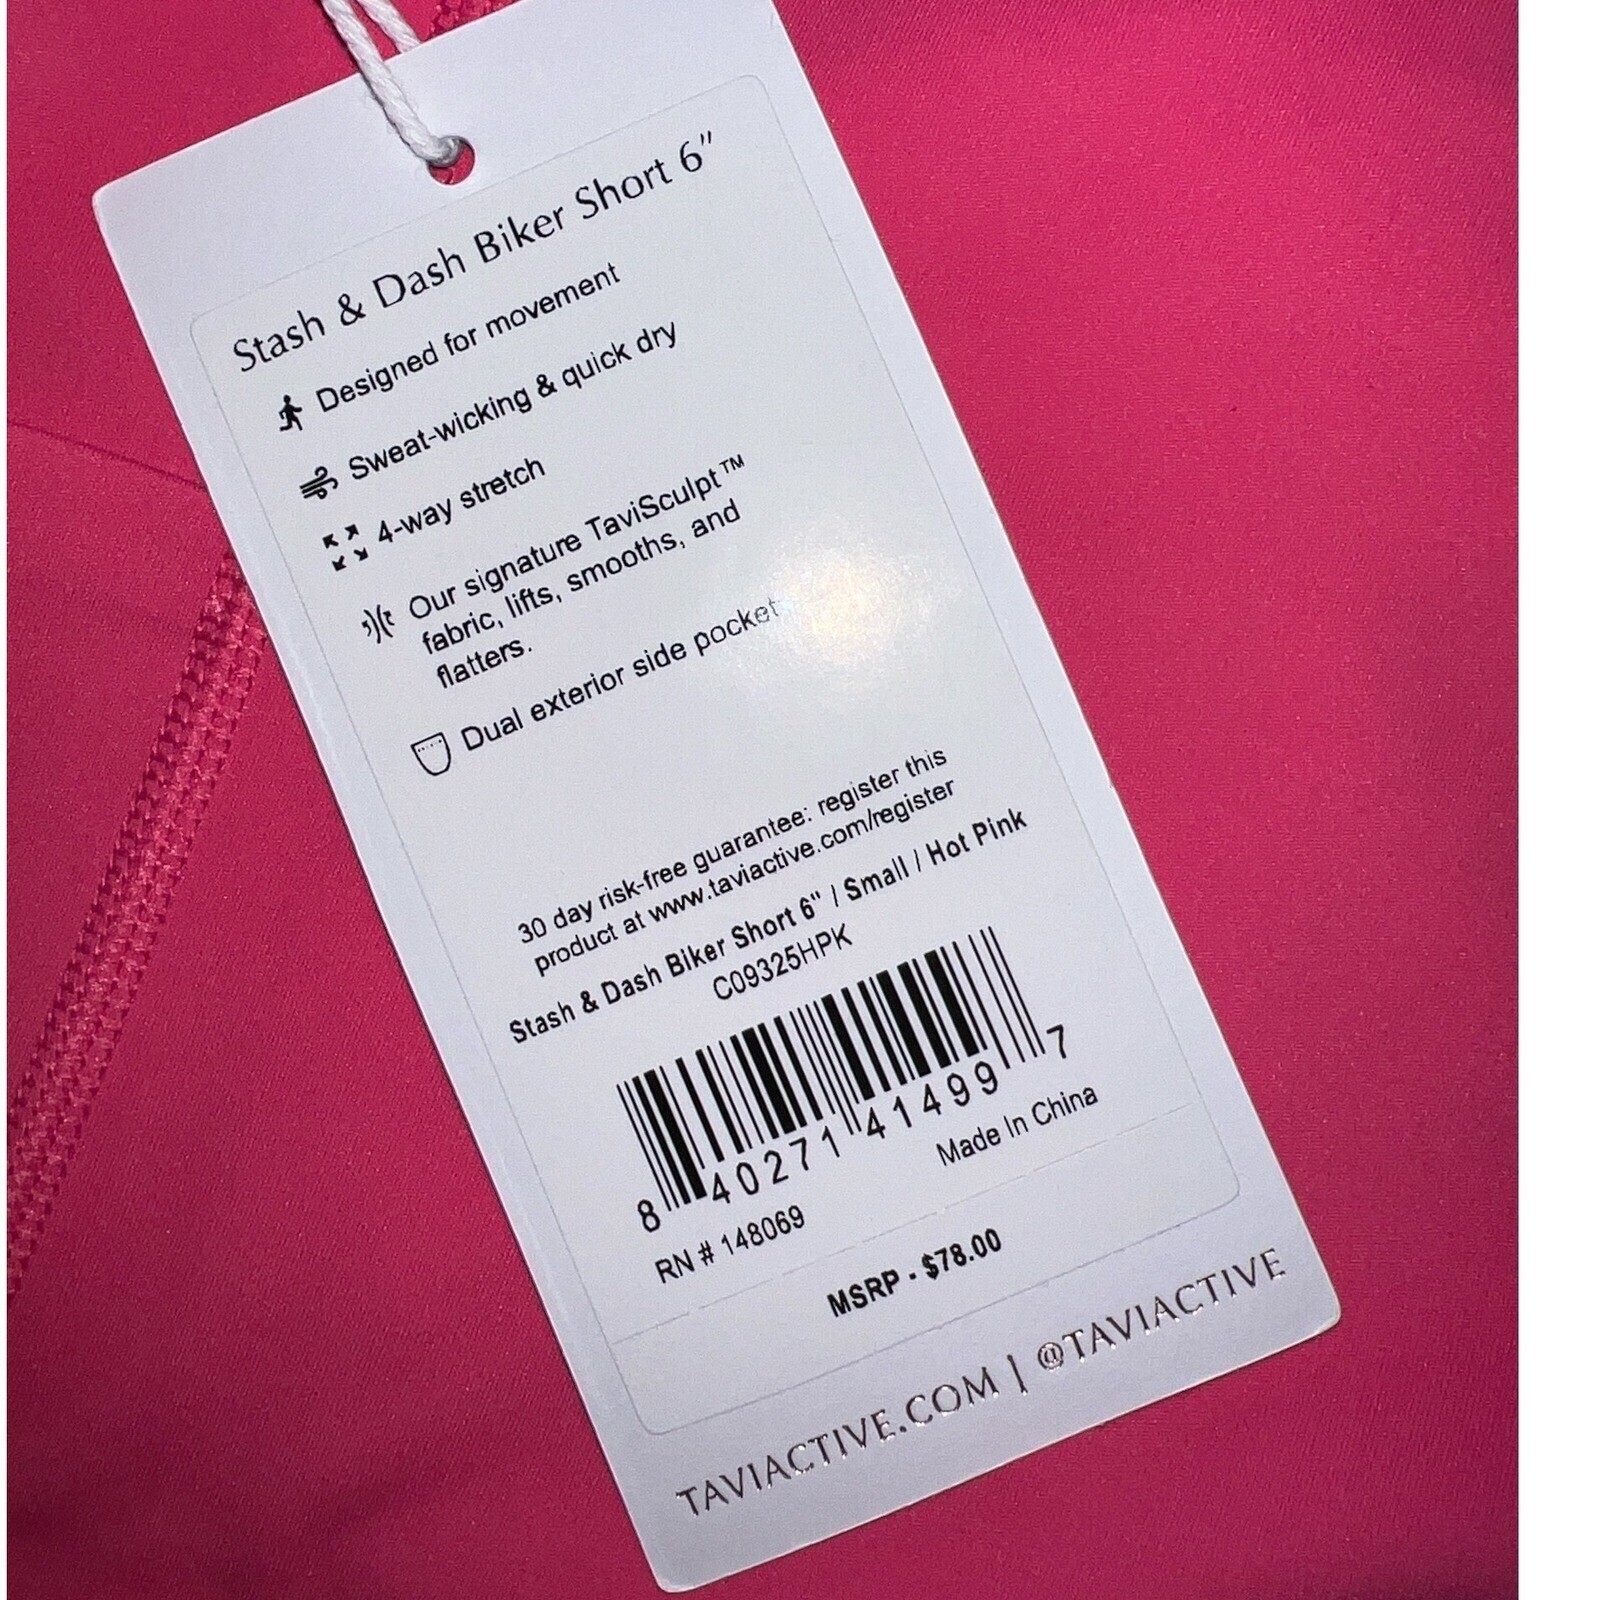 Stash & Dash Biker Short 6"
Designed for movement
Sweat-wicking & quick dry
4-way stretch
Our signature TaviSculpt™
fabric, lifts, smooths, and
flatters.
Dual exterior side pocket
30 day risk-free guarantee: register this
product at www.taviactive.com/register
Stash & Dash Biker Short 6" / Small / Hot Pink
C09325HPK
8 40271 41499 7
RN # 148069 Made In China
MSRP - $78.00
TAVIACTIVE.COM | @TAVIACTIVE